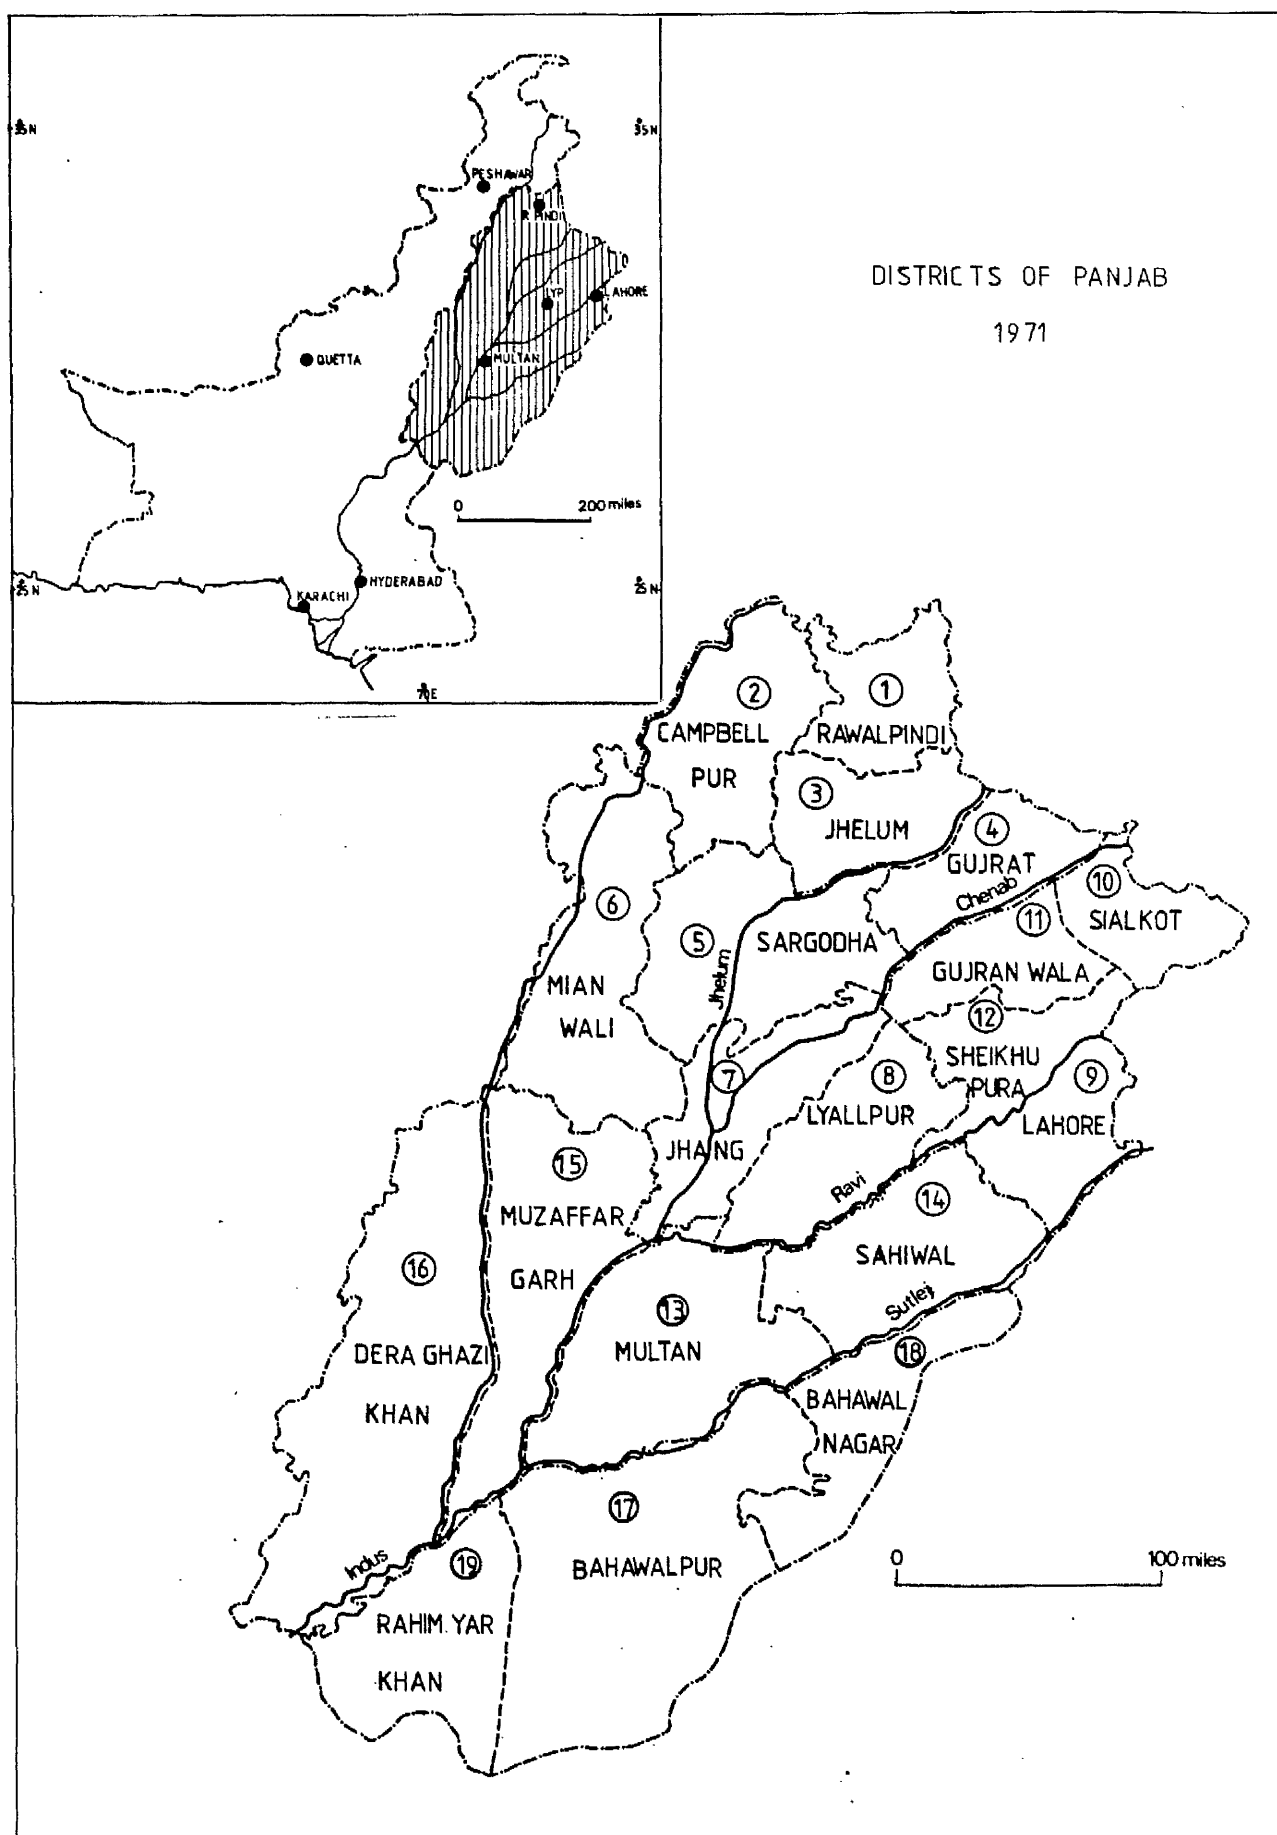 35N
35N
PESHAWAR
R PINDI
LYP
LAHORE
QUETTA
MULTAN
0 200 miles
25N
25N
HYDERABAD
KARACHI
70E
DISTRICTS OF PANJAB
1971
2
CAMPBELL
PUR
1
RAWALPINDI
3
JHELUM
4
GUJRAT
Chenab
10
SIALKOT
11
GUJRAN WALA
6
MIAN
WALI
5
SARGODHA
Jhelum
12
SHEIKHU
PURA
9
LAHORE
7
JHANG
8
LYALLPUR
15
MUZAFFAR
GARH
Ravi
14
SAHIWAL
16
DERA GHAZI
KHAN
13
MULTAN
Sutlej
18
BAHAWAL
NAGAR
17
BAHAWALPUR
Indus
19
RAHIM YAR
KHAN
0 100 miles